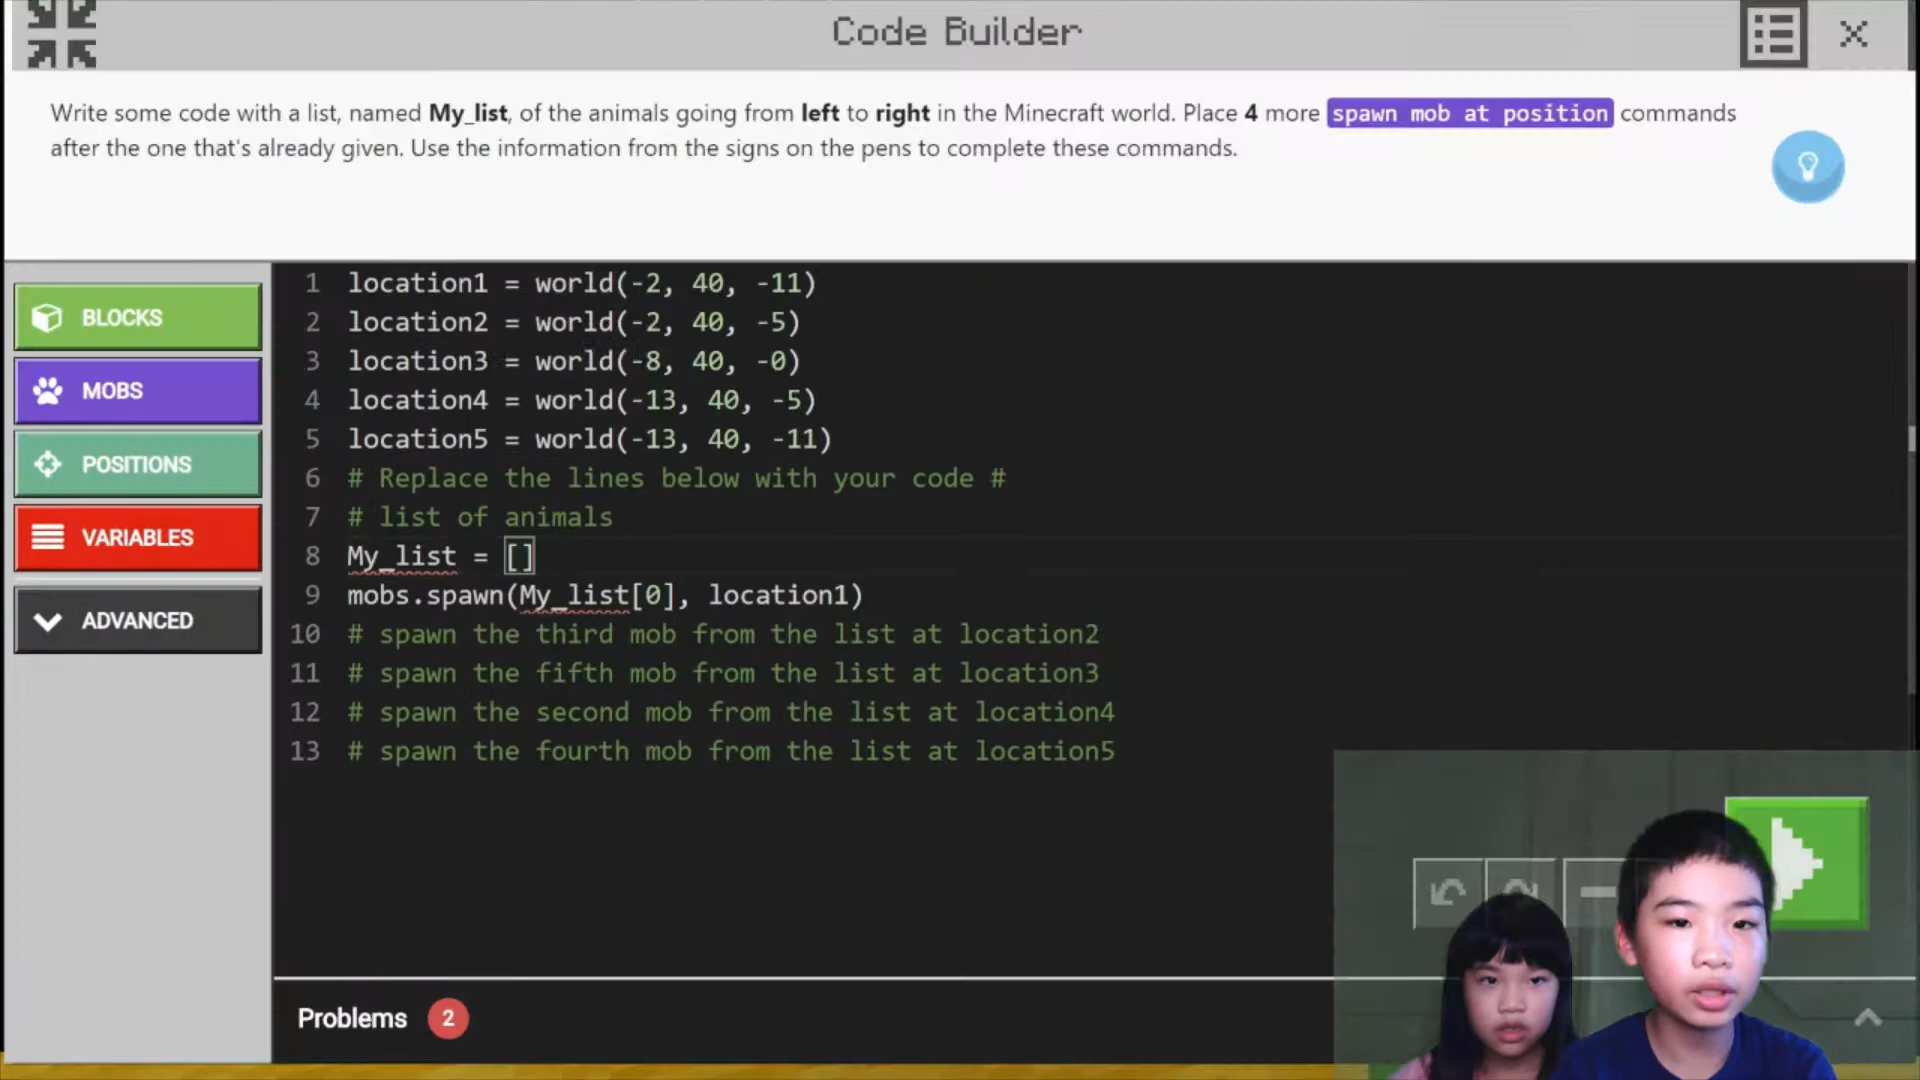 Code Builder
Write some code with a list, named My_list, of the animals going from left to right in the Minecraft world. Place 4 more spawn mob at position commands
after the one that's already given. Use the information from the signs on the pens to complete these commands.
BLOCKS
MOBS
POSITIONS
VARIABLES
ADVANCED
1 location1 = world(-2, 40, -11)
2 location2 = world(-2, 40, -5)
3 location3 = world(-8, 40, -0)
4 location4 = world(-13, 40, -5)
5 location5 = world(-13, 40, -11)
6 # Replace the lines below with your code #
7 # list of animals
8 My_list = []
9 mobs.spawn(My_list[0], location1)
10 # spawn the third mob from the list at location2
11 # spawn the fifth mob from the list at location3
12 # spawn the second mob from the list at location4
13 # spawn the fourth mob from the list at location5
Problems 2